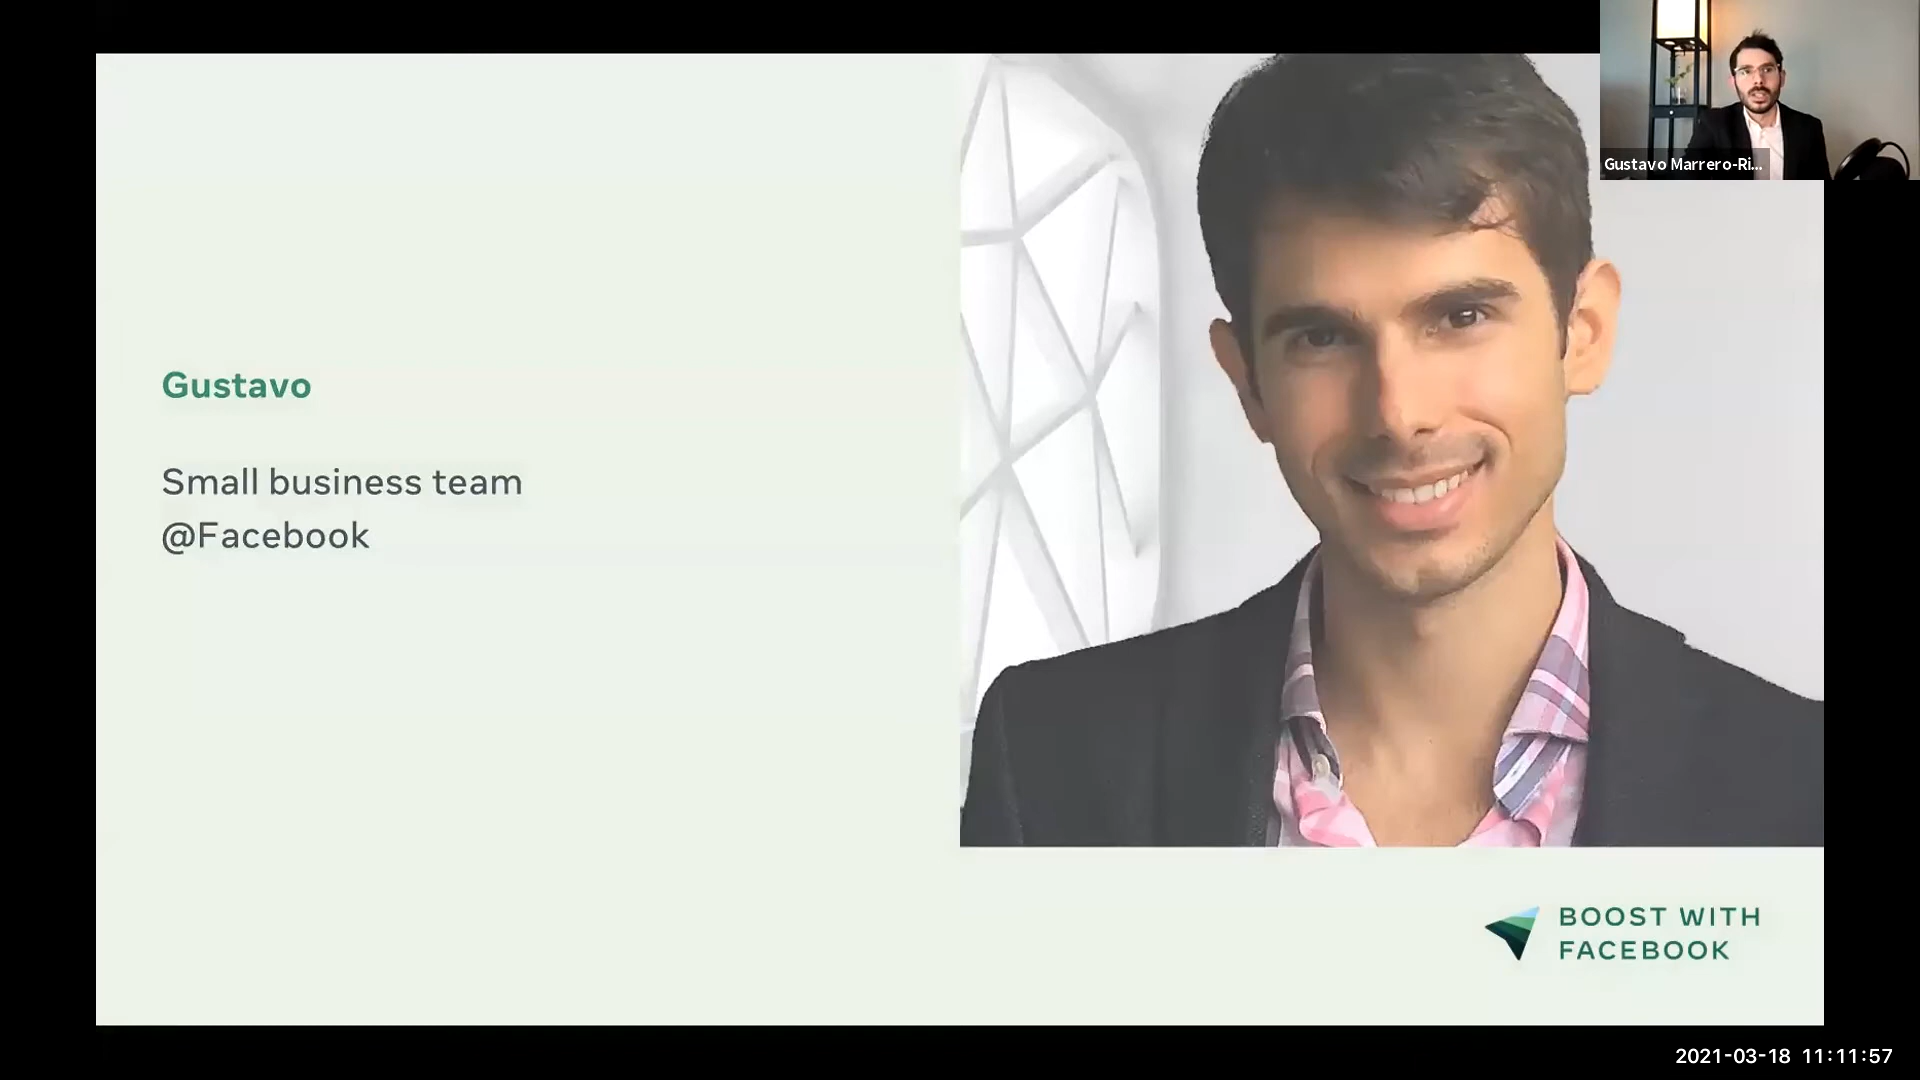 Gustavo Marrero-Ri...
Gustavo
Small business team
@Facebook
BOOST WITH
FACEBOOK
2021-03-18 11:11:57